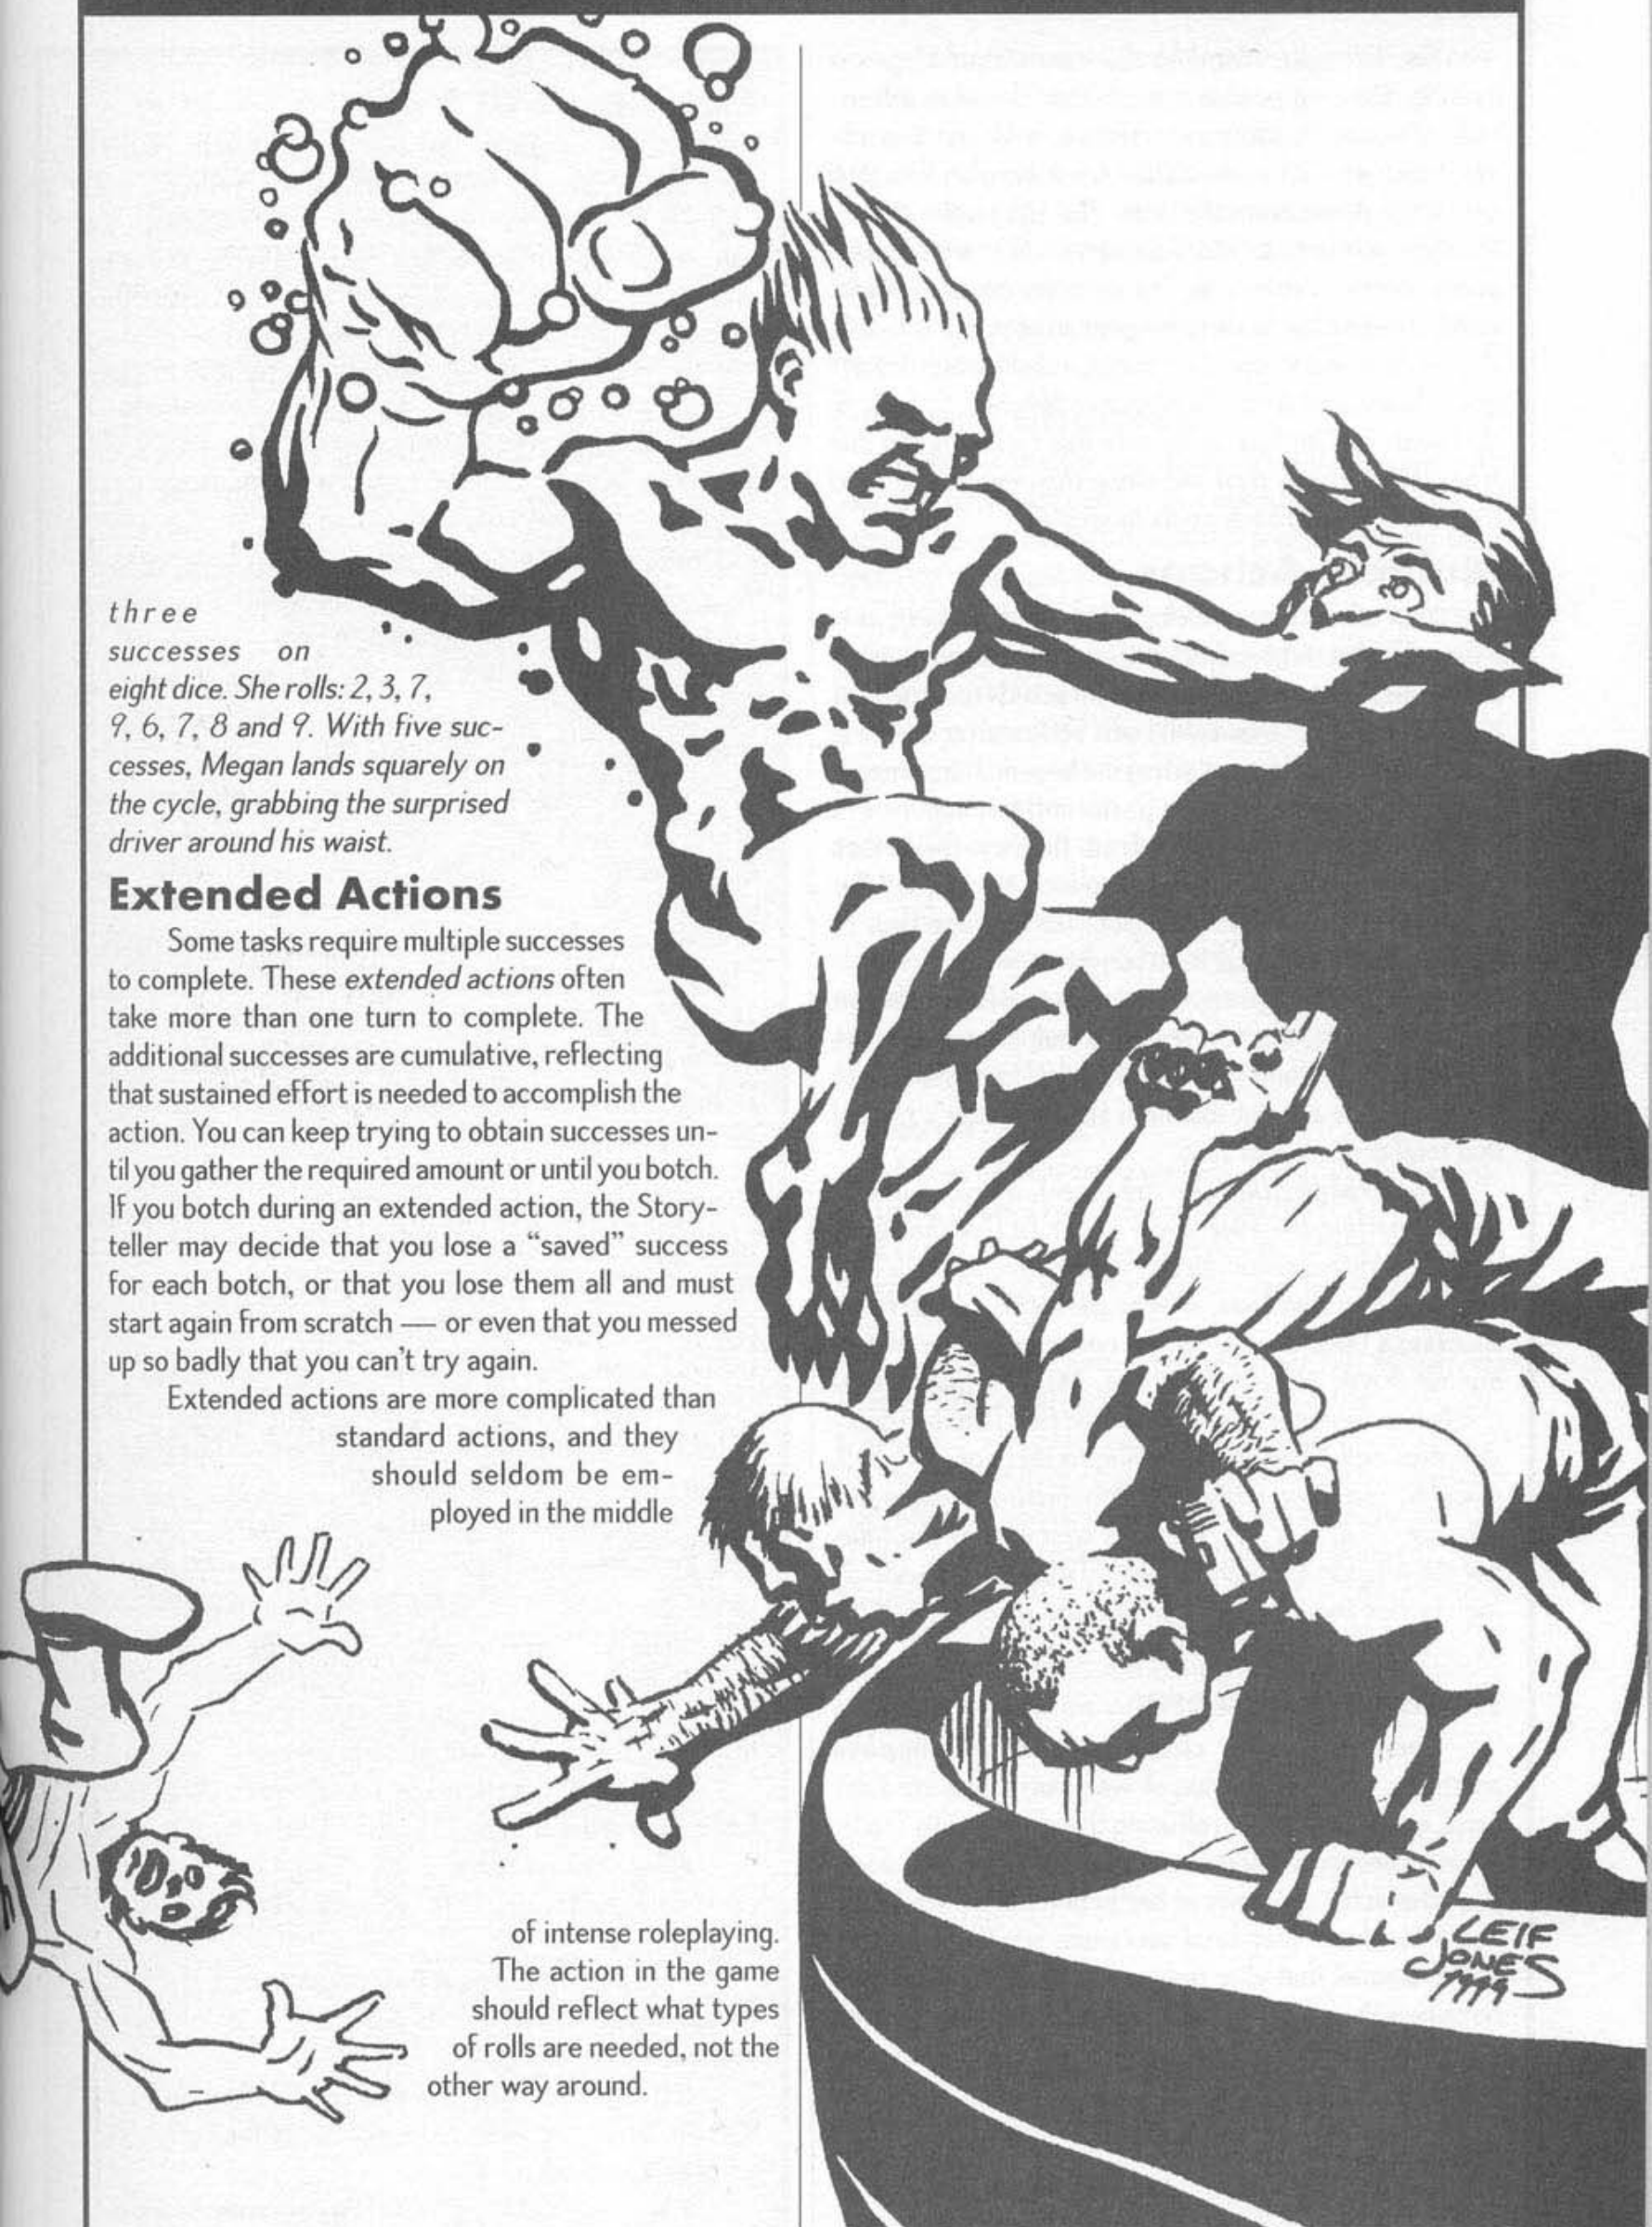 three
successes on
eight dice. She rolls: 2, 3, 7,
9, 6, 7, 8 and 9. With five suc-
cesses, Megan lands squarely on
the cycle, grabbing the surprised
driver around his waist.
Extended Actions
Some tasks require multiple successes
to complete. These extended actions often
take more than one turn to complete. The
additional successes are cumulative, reflecting
that sustained effort is needed to accomplish the
action. You can keep trying to obtain successes un-
til you gather the required amount or until you botch.
If you botch during an extended action, the Story-
teller may decide that you lose a “saved” success
for each botch, or that you lose them all and must
start again from scratch — or even that you messed
up so badly that you can't try again.
Extended actions are more complicated than
standard actions, and they
should seldom be em-
ployed in the middle
of intense roleplaying.
The action in the game
should reflect what types
of rolls are needed, not the
other way around.
LEIF
JONES
1999